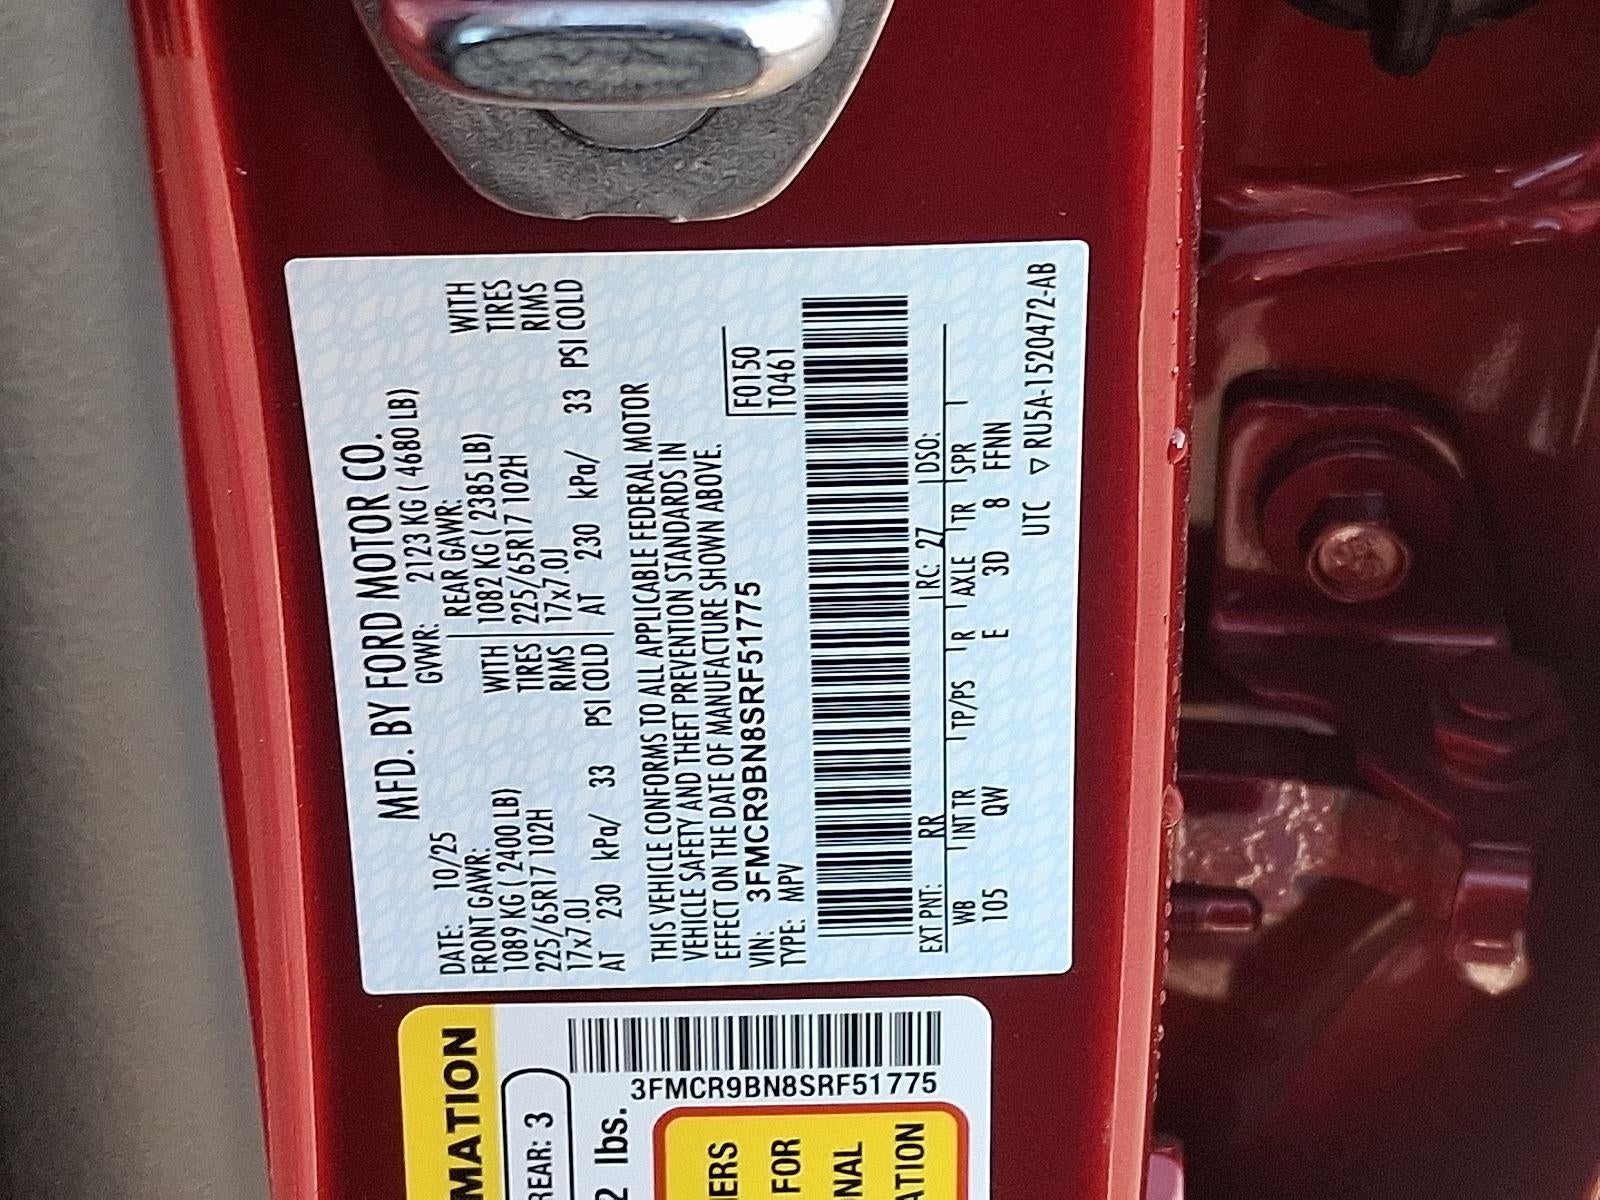 MFD. BY FORD MOTOR CO.
DATE: 10/25 GVWR: 2123 KG ( 4680 LB)
FRONT GAWR: REAR GAWR:
1089 KG ( 2400 LB) WITH 1082 KG ( 2385 LB) WITH
225/65R17 102H TIRES 225/65R17 102H TIRES
17x7.0J RIMS 17x7.0J RIMS
AT 230 kPa/ 33 PSI COLD AT 230 kPa/ 33 PSI COLD
THIS VEHICLE CONFORMS TO ALL APPLICABLE FEDERAL MOTOR
VEHICLE SAFETY AND THEFT PREVENTION STANDARDS IN
EFFECT ON THE DATE OF MANUFACTURE SHOWN ABOVE.
VIN: 3FMCR9BN8SRF51775 F0150
TYPE: MPV T0461
EXT PNT: RR RC: 27 DSO:
WB INT TR TP/PS R AXLE TR SPR
105 QW E 3D 8 FFNN
UTC ▽ RU5A-1520472-AB
MATION
REAR: 3
2 lbs.
3FMCR9BN8SRF51775
IERS
FOR
NAL
ATION